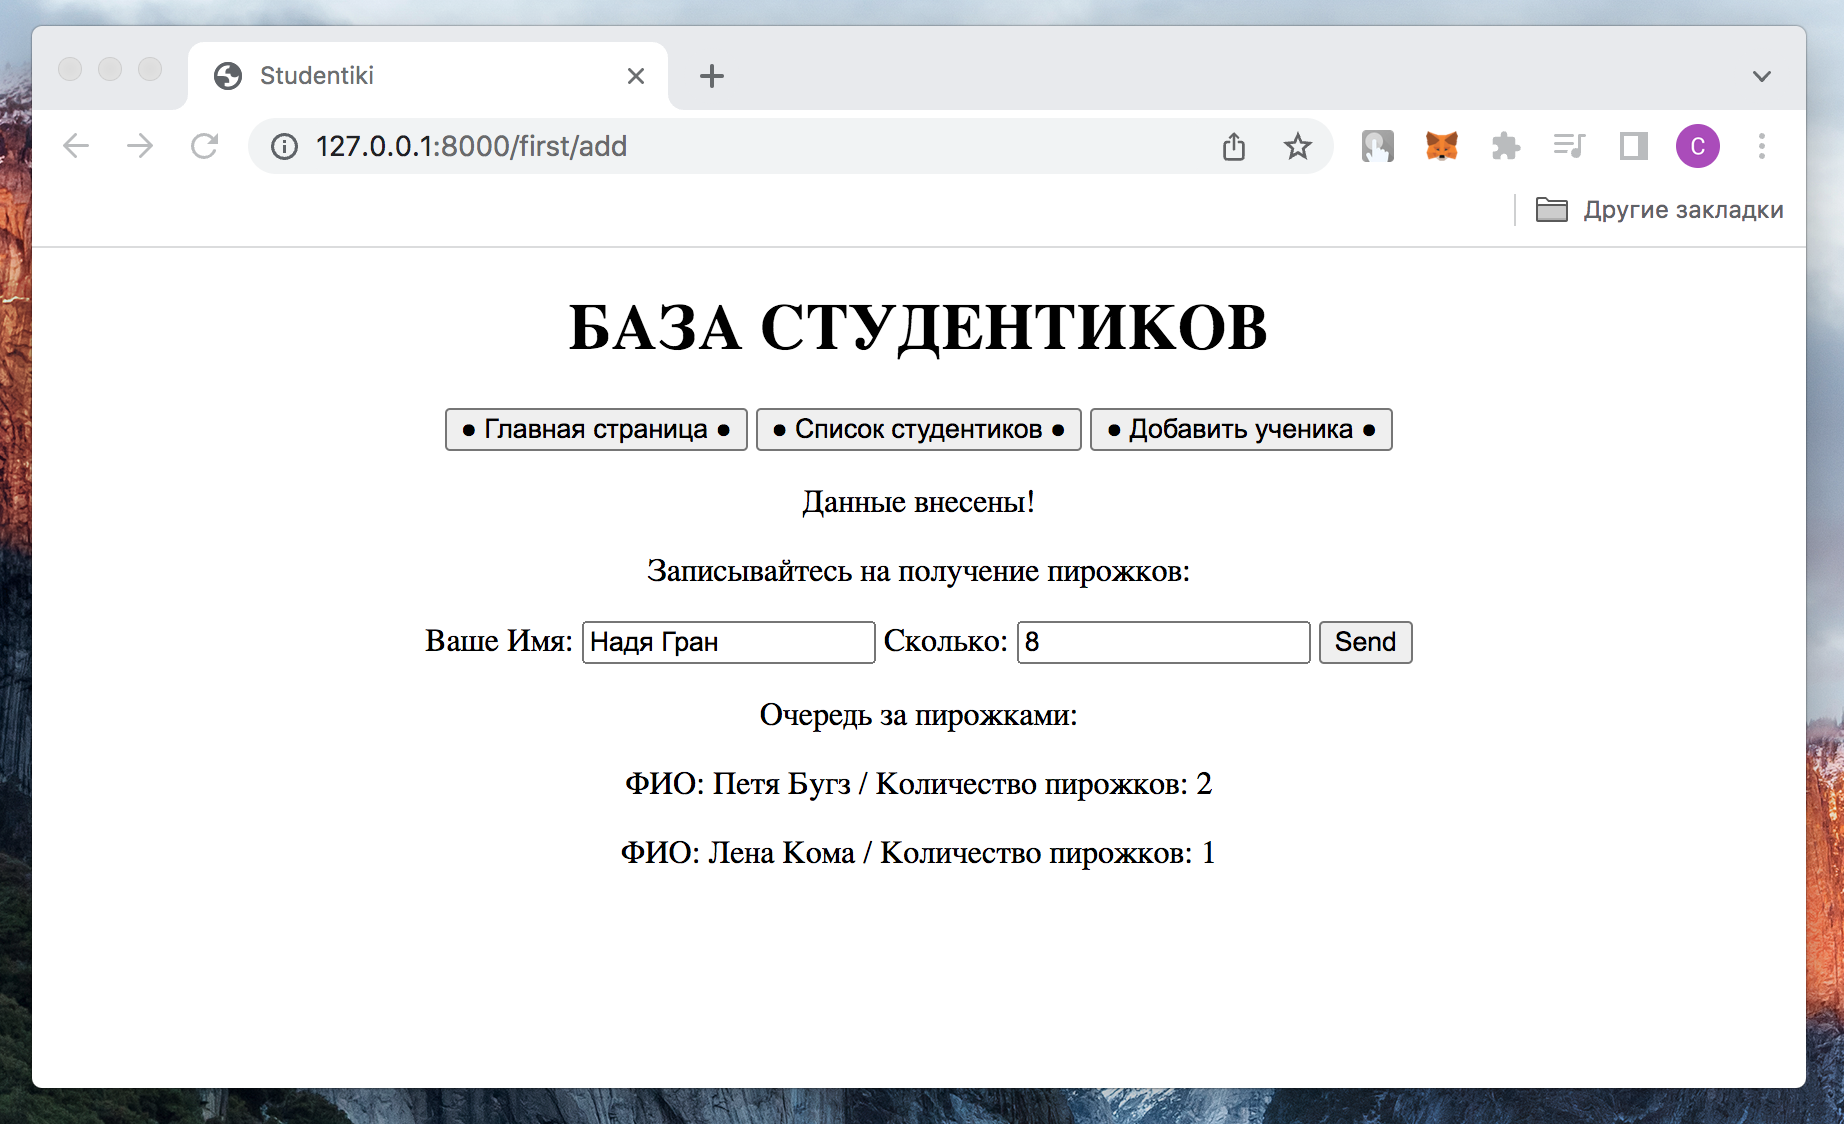 Studentiki
127.0.0.1:8000/first/add
C
Другие закладки
БАЗА СТУДЕНТИКОВ
● Главная страница ● ● Список студентиков ● ● Добавить ученика ●
Данные внесены!
Записывайтесь на получение пирожков:
Ваше Имя: Надя Гран Сколько: 8 Send
Очередь за пирожками:
ФИО: Петя Бугз / Количество пирожков: 2
ФИО: Лена Кома / Количество пирожков: 1